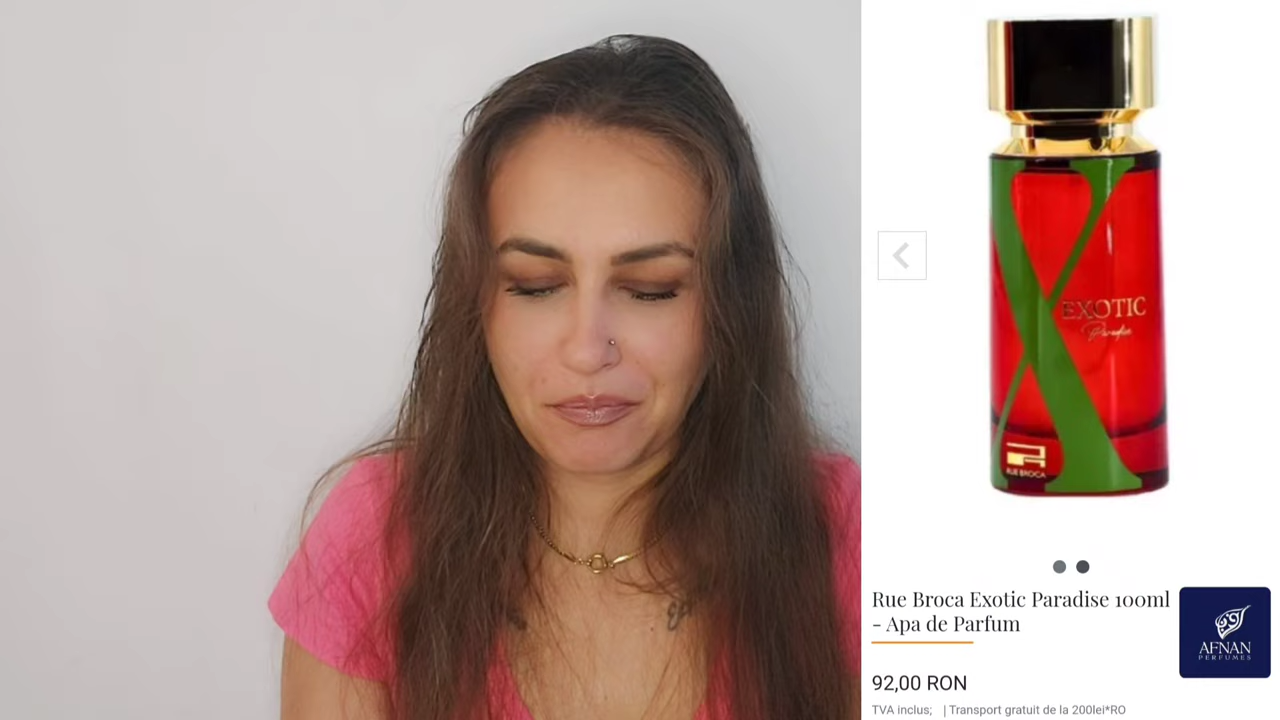 EXOTIC
Paradise
RUE BROCA
Rue Broca Exotic Paradise 100ml
- Apa de Parfum
AFNAN
PERFUMES
92,00 RON
TVA inclus; | Transport gratuit de la 200lei*RO